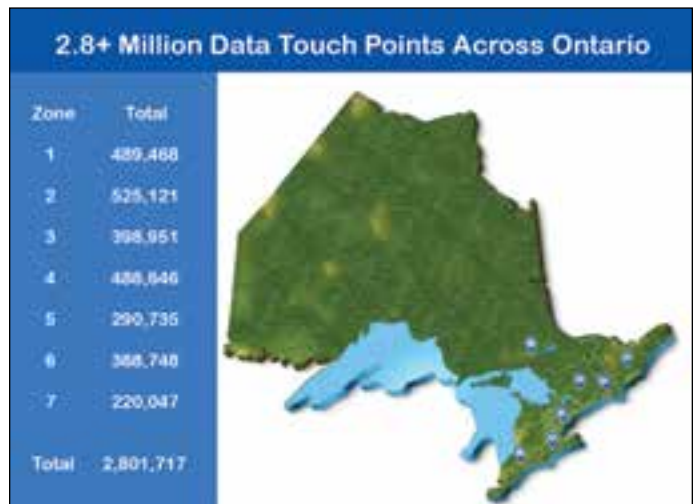 2.8+ Million Data Touch Points Across Ontario
Zone Total
1 489,468
2 525,121
3 398,951
4 488,646
5 290,735
6 388,748
7 220,047
Total 2,801,717